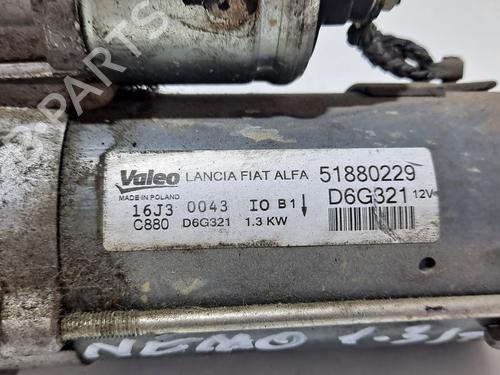 Valeo LANCIA FIAT ALFA 51880229
MADE IN POLAND D6G321 12V
16J3 0043 IO B1↓
C880 D6G321 1.3 KW
NEMO 1.3